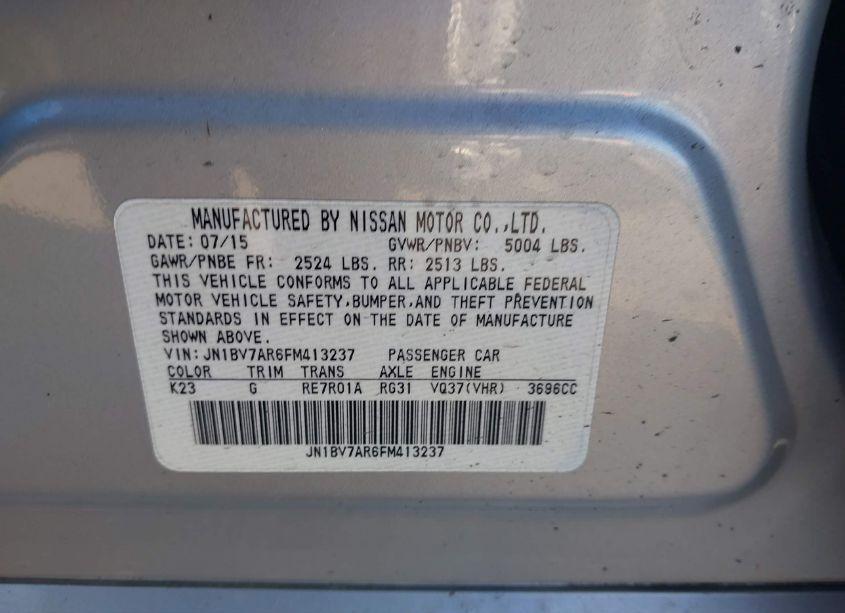 MANUFACTURED BY NISSAN MOTOR CO.,LTD.
DATE: 07/15 GVWR/PNBV: 5004 LBS.
GAWR/PNBE FR: 2524 LBS. RR: 2513 LBS.
THIS VEHICLE CONFORMS TO ALL APPLICABLE FEDERAL
MOTOR VEHICLE SAFETY,BUMPER,AND THEFT PREVENTION
STANDARDS IN EFFECT ON THE DATE OF MANUFACTURE
SHOWN ABOVE.
VIN:JN1BV7AR6FM413237 PASSENGER CAR
COLOR TRIM TRANS AXLE ENGINE
K23 G RE7R01A RG31 VQ37(VHR) 3696CC
JN1BV7AR6FM413237